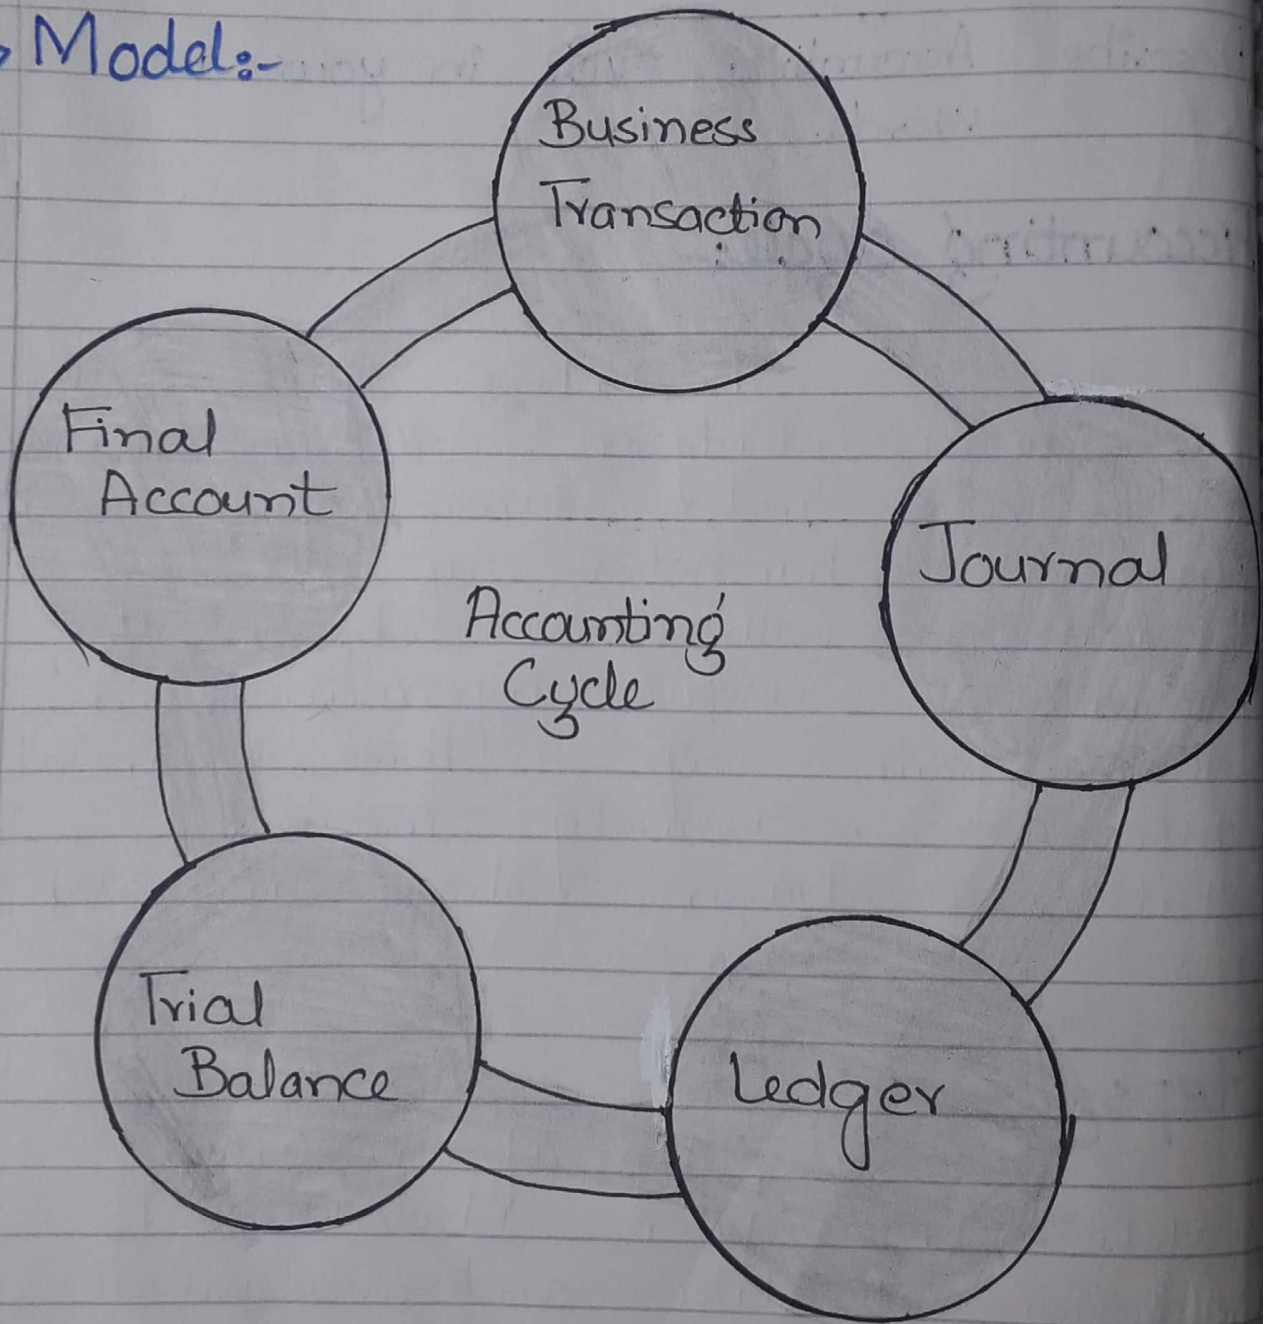 Model:-
Business
Transaction
Final
Account
Journal
Accounting
Cycle
Trial
Balance
Ledger